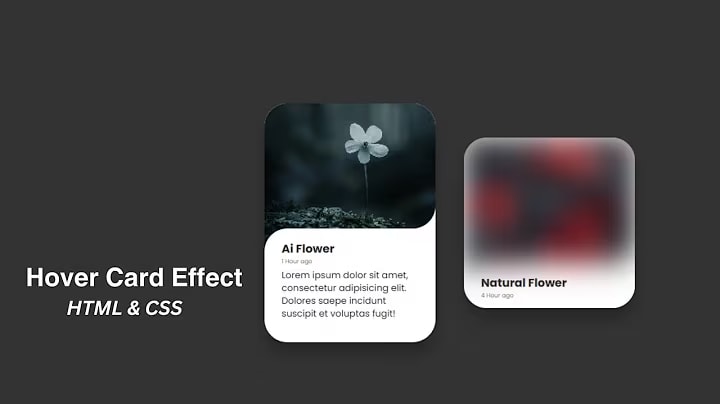 Hover Card Effect
HTML & CSS
Ai Flower
1 Hour ago
Lorem ipsum dolor sit amet,
consectetur adipisicing elit.
Dolores saepe incidunt
suscipit et voluptas fugit!
Natural Flower
4 Hour ago